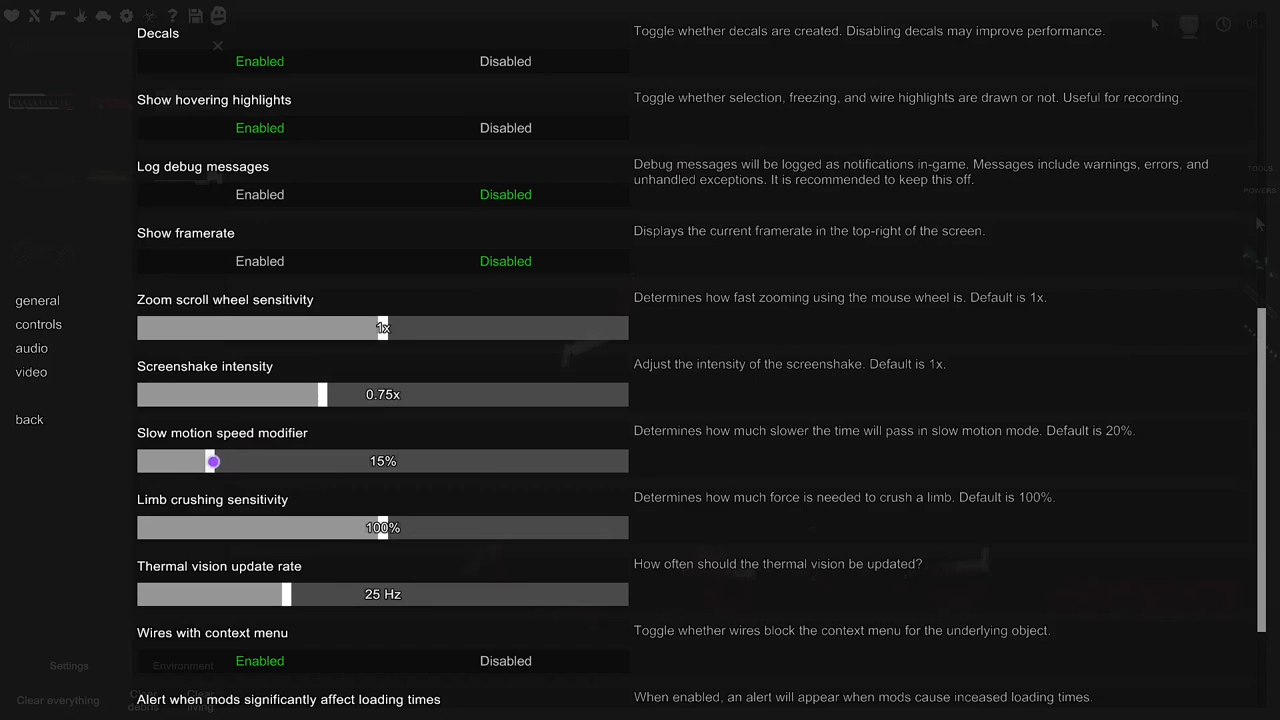 Decals
Toggle whether decals are created. Disabling decals may improve performance.
Enabled Disabled
Show hovering highlights
Toggle whether selection, freezing, and wire highlights are drawn or not. Useful for recording.
Enabled Disabled
Log debug messages
Debug messages will be logged as notifications in-game. Messages include warnings, errors, and
unhandled exceptions. It is recommended to keep this off.
Enabled Disabled
TOOLS
POWERS
Show framerate
Displays the current framerate in the top-right of the screen.
Enabled Disabled
general
controls
audio
video
back
Zoom scroll wheel sensitivity
Determines how fast zooming using the mouse wheel is. Default is 1x.
1x
Screenshake intensity
Adjust the intensity of the screenshake. Default is 1x.
0.75x
Slow motion speed modifier
Determines how much slower the time will pass in slow motion mode. Default is 20%.
15%
Limb crushing sensitivity
Determines how much force is needed to crush a limb. Default is 100%.
100%
Thermal vision update rate
How often should the thermal vision be updated?
25 Hz
Wires with context menu
Toggle whether wires block the context menu for the underlying object.
Enabled Disabled
Settings Environment
Alert when mods significantly affect loading times
When enabled, an alert will appear when mods cause inceased loading times.
Clear everything
Clear
debris
Clear
living